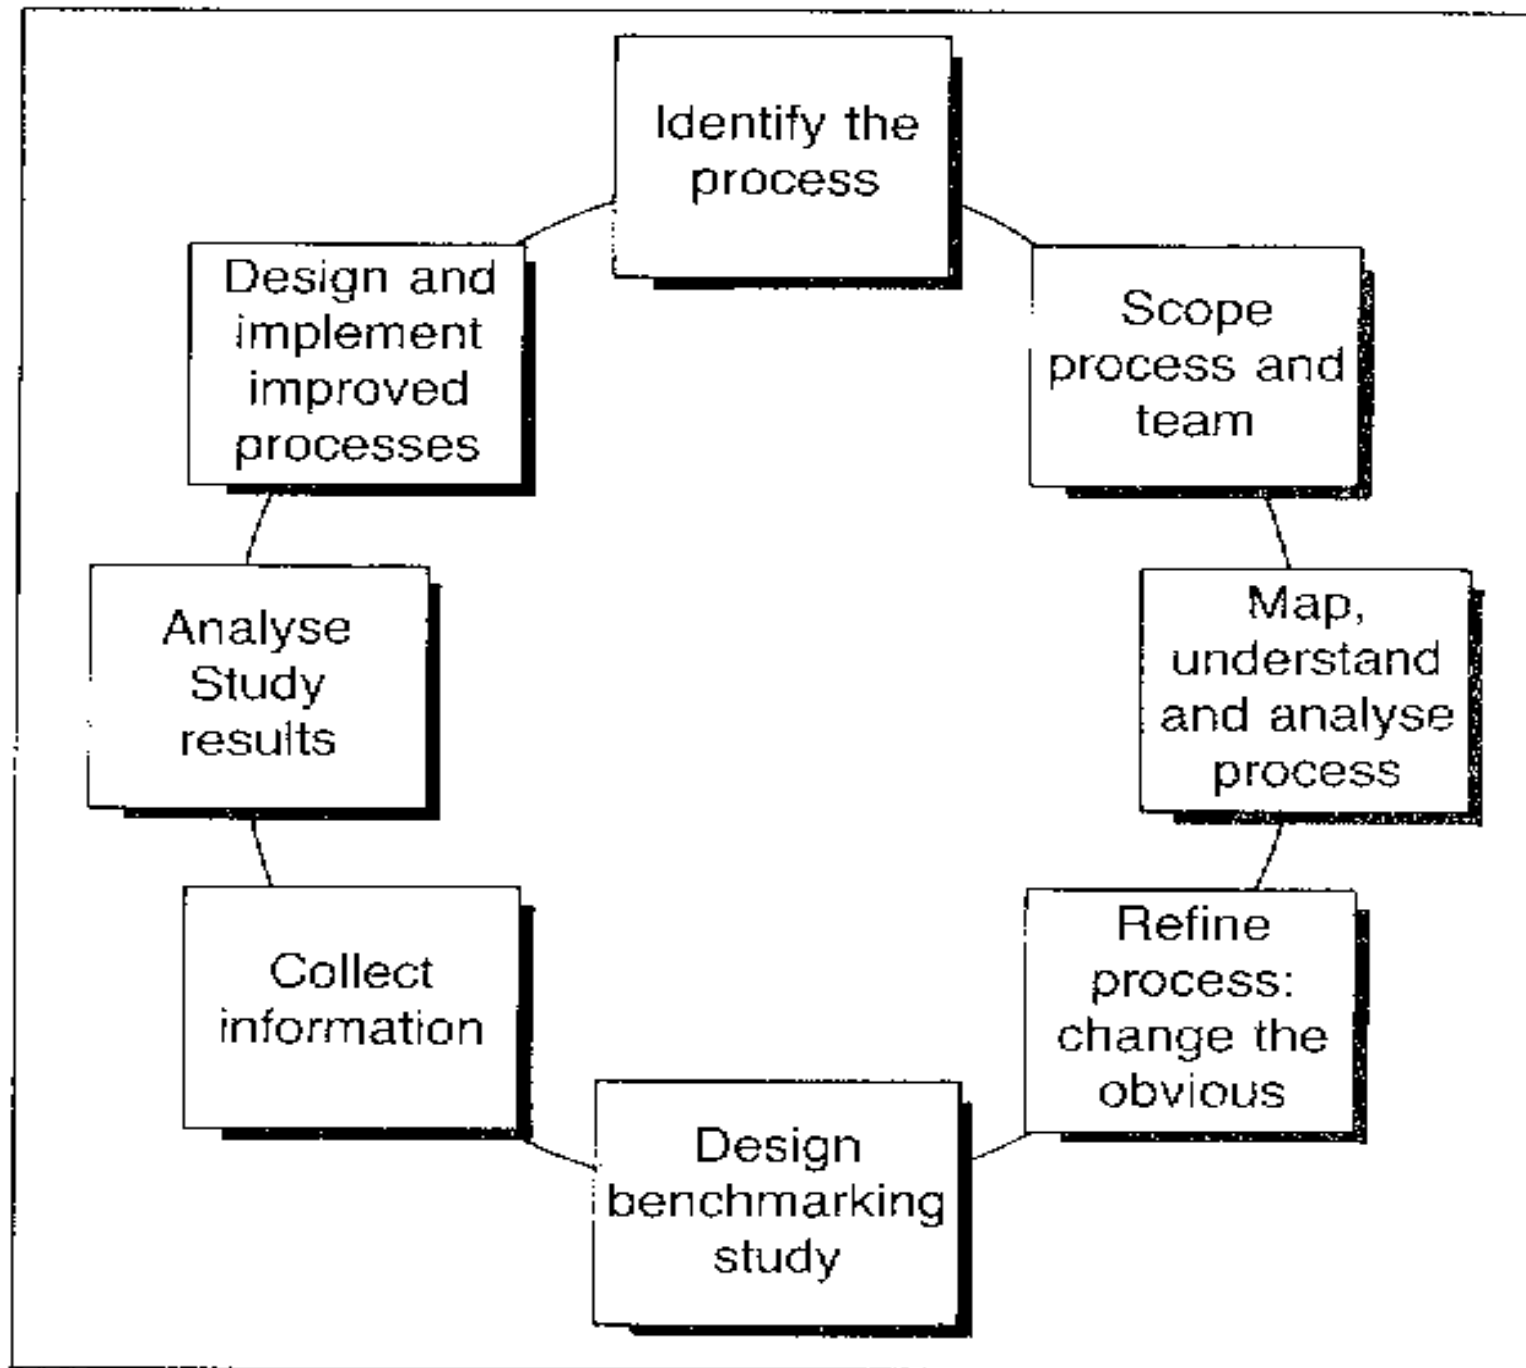 Identify the
process
Scope
process and
team
Map,
understand
and analyse
process
Refine
process:
change the
obvious
Design
benchmarking
study
Collect
information
Analyse
Study
results
Design and
implement
improved
processes